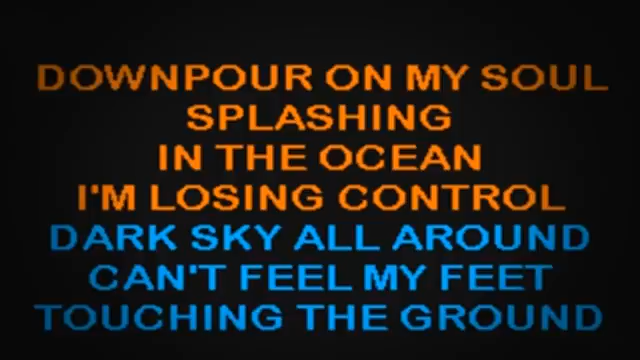 DOWNPOUR ON MY SOUL
SPLASHING
IN THE OCEAN
I'M LOSING CONTROL
DARK SKY ALL AROUND
CAN'T FEEL MY FEET
TOUCHING THE GROUND